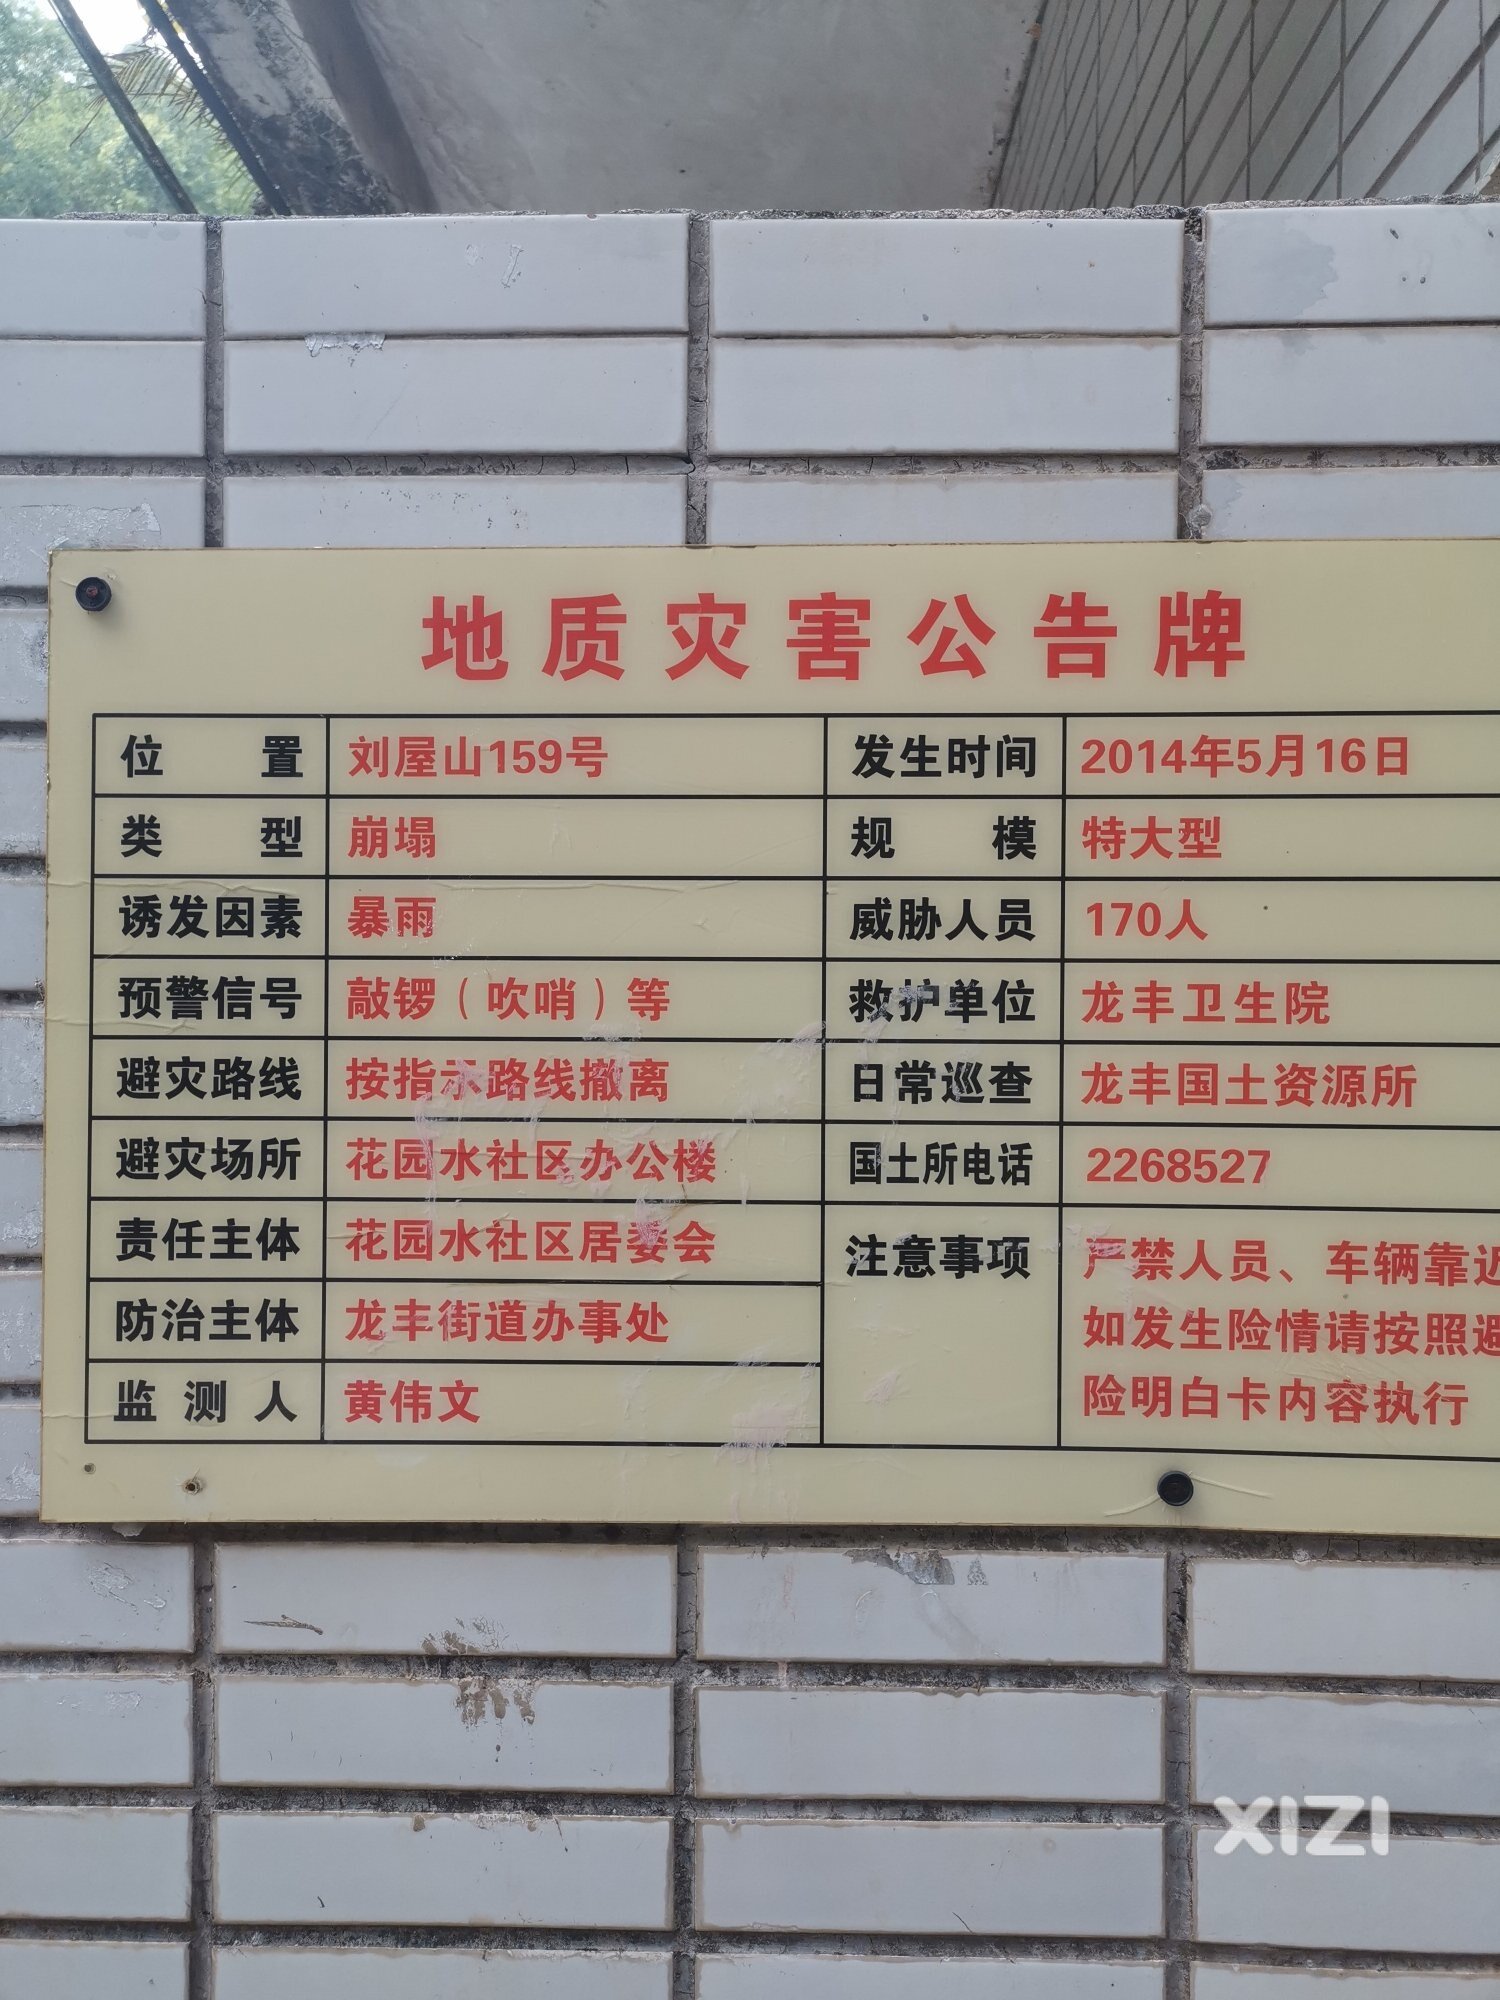 地质灾害公告牌
位置 刘屋山159号 发生时间 2014年5月16日
类型 崩塌 规模 特大型
诱发因素 暴雨 威胁人员 170人
预警信号 敲锣（吹哨）等 救护单位 龙丰卫生院
避灾路线 按指示路线撤离 日常巡查 龙丰国土资源所
避灾场所 花园水社区办公楼 国土所电话 2268527
责任主体 花园水社区居委会 注意事项 严禁人员、车辆靠近
防治主体 龙丰街道办事处 如发生险情请按照避
监测人 黄伟文 险明白卡内容执行
XIZI